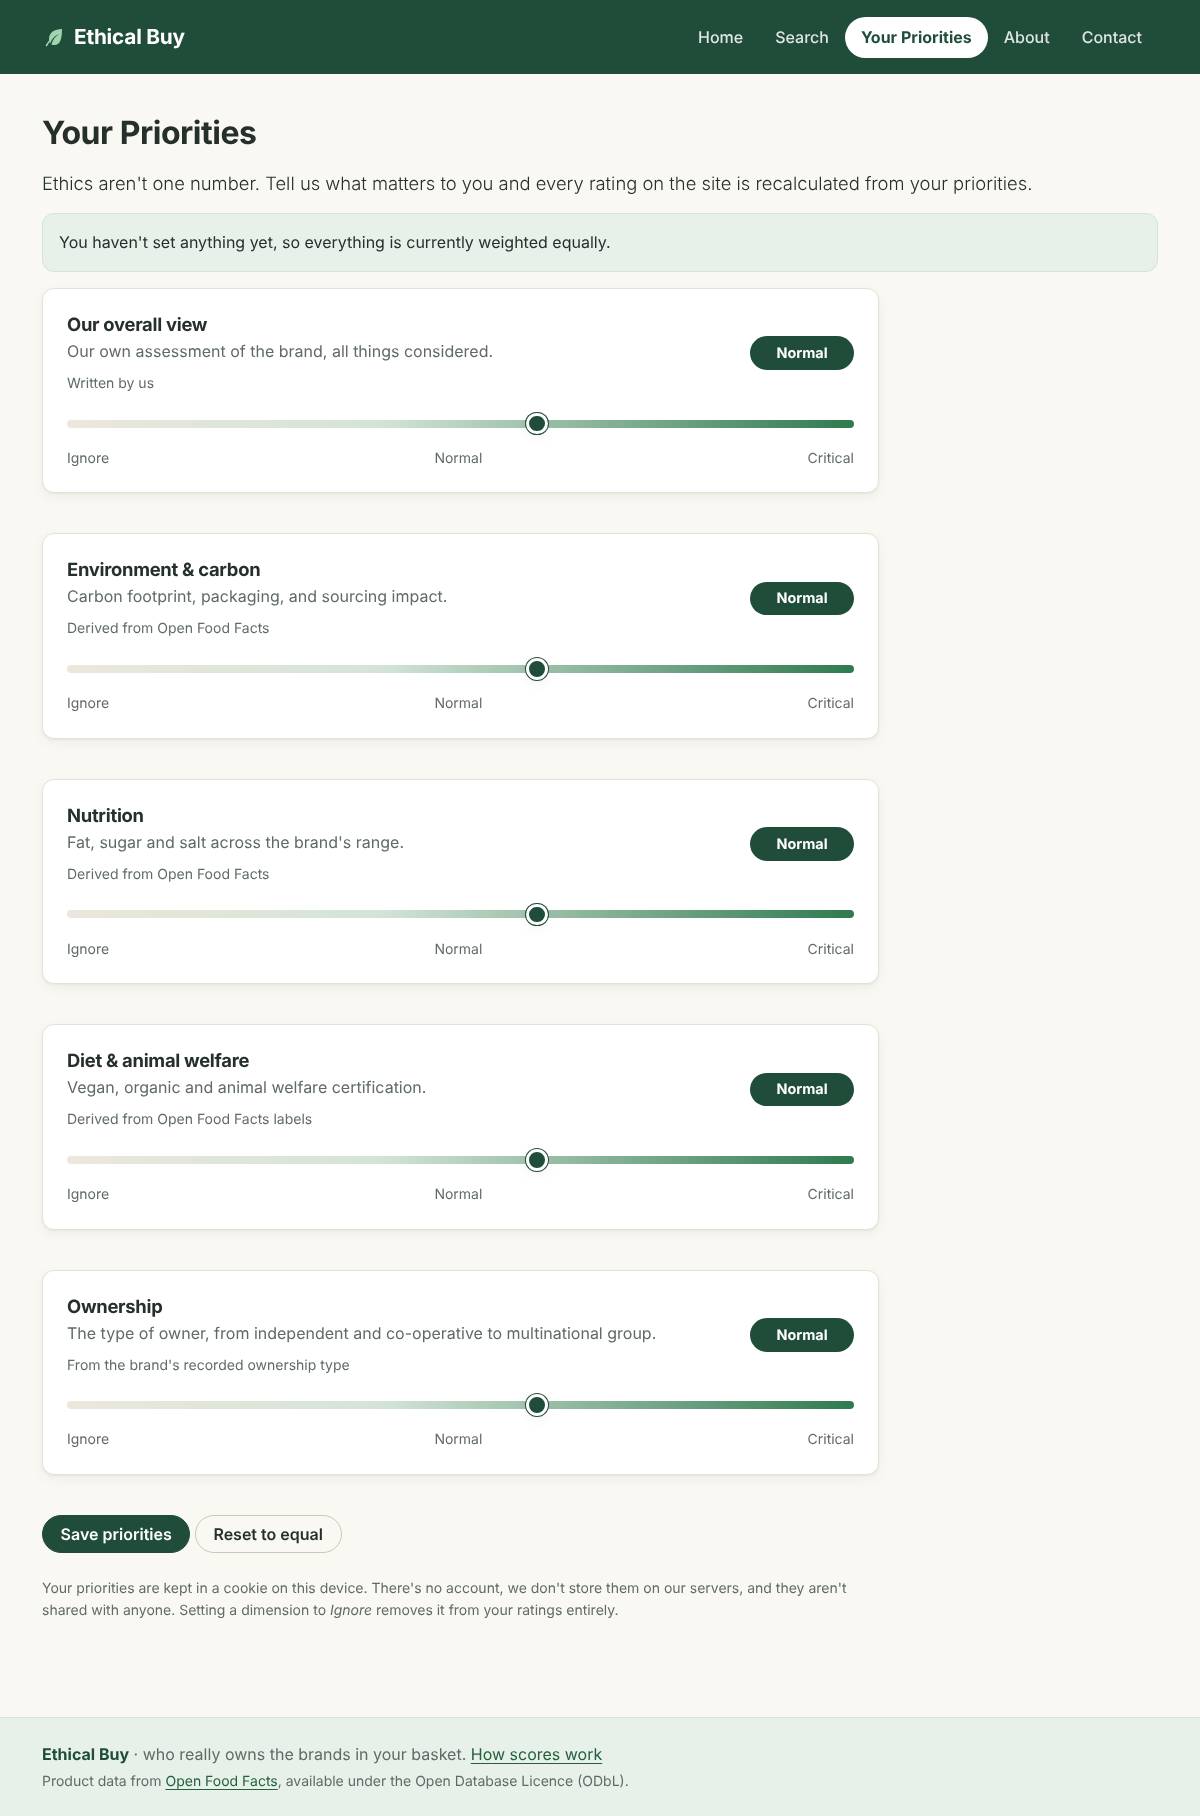 Ethical Buy
Home
Search
Your Priorities
About
Contact
Your Priorities
Ethics aren't one number. Tell us what matters to you and every rating on the site is recalculated from your priorities.
You haven't set anything yet, so everything is currently weighted equally.
Our overall view
Our own assessment of the brand, all things considered.
Written by us
Normal
Ignore
Normal
Critical
Environment & carbon
Carbon footprint, packaging, and sourcing impact.
Derived from Open Food Facts
Normal
Ignore
Normal
Critical
Nutrition
Fat, sugar and salt across the brand's range.
Derived from Open Food Facts
Normal
Ignore
Normal
Critical
Diet & animal welfare
Vegan, organic and animal welfare certification.
Derived from Open Food Facts labels
Normal
Ignore
Normal
Critical
Ownership
The type of owner, from independent and co-operative to multinational group.
From the brand's recorded ownership type
Normal
Ignore
Normal
Critical
Save priorities
Reset to equal
Your priorities are kept in a cookie on this device. There's no account, we don't store them on our servers, and they aren't
shared with anyone. Setting a dimension to Ignore removes it from your ratings entirely.
Ethical Buy · who really owns the brands in your basket. How scores work
Product data from Open Food Facts, available under the Open Database Licence (ODbL).